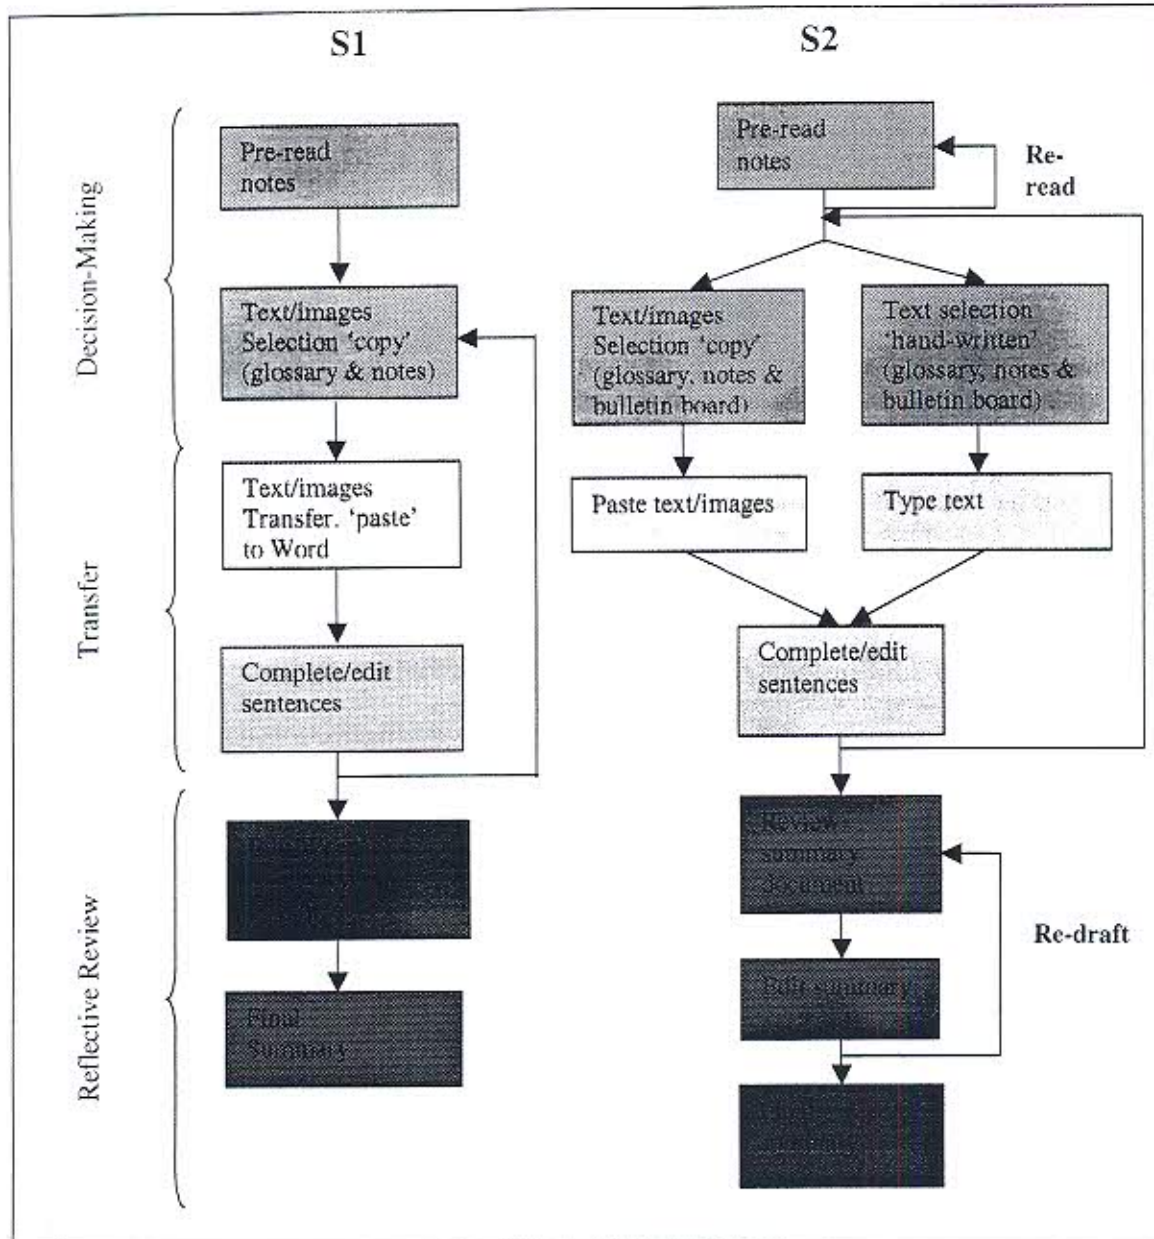 S1
S2
Decision-Making
Transfer
Reflective Review
Pre-read
notes
Text/images
Selection ‘copy’
(glossary & notes)
Text/images
Transfer. ‘paste’
to Word
Complete/edit
sentences
Final
Summary
Pre-read
notes
Re-
read
Text/images
Selection ‘copy’
(glossary, notes &
bulletin board)
Text selection
‘hand-written’
(glossary, notes &
bulletin board)
Paste text/images
Type text
Complete/edit
sentences
Review
summary
document
Re-draft
Edit summary